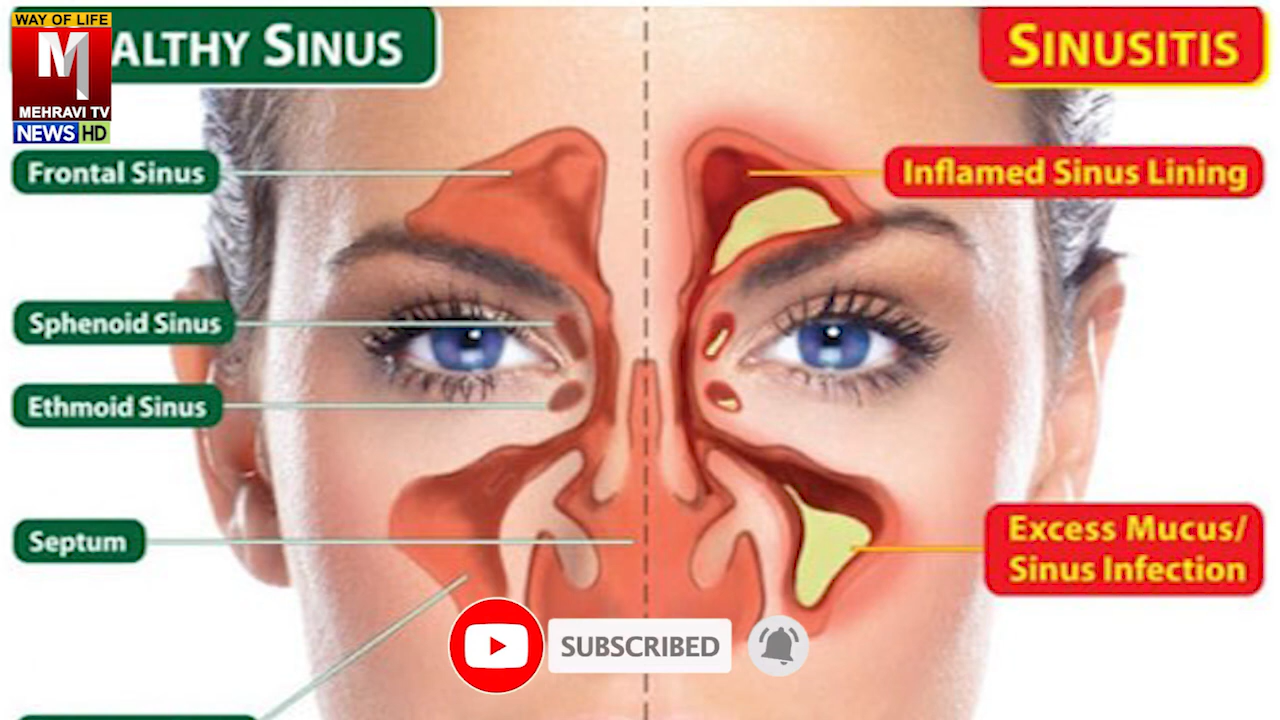 WAY OF LIFE
M
MEHRAVI TV
NEWS HD
ALTHY SINUS
SINUSITIS
Frontal Sinus
Inflamed Sinus Lining
Sphenoid Sinus
Ethmoid Sinus
Septum
Excess Mucus/
Sinus Infection
SUBSCRIBED